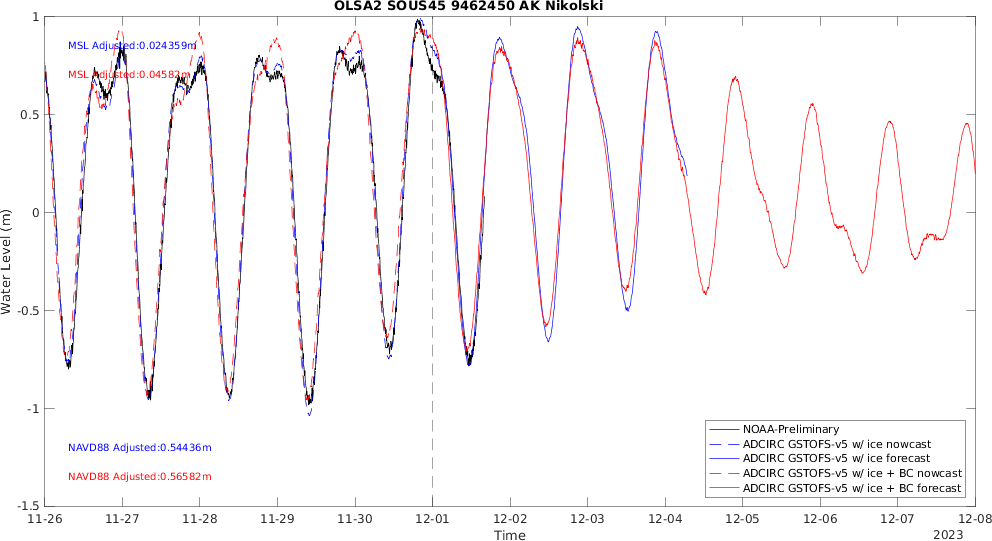 OLSA2 SOUS45 9462450 AK Nikolski
MSL Adjusted:0.024359m
MSL Adjusted:0.04582m
NAVD88 Adjusted:0.54436m
NAVD88 Adjusted:0.56582m
Water Level (m)
1
0.5
0
-0.5
-1
-1.5
NOAA-Preliminary
ADCIRC GSTOFS-v5 w/ ice nowcast
ADCIRC GSTOFS-v5 w/ ice forecast
ADCIRC GSTOFS-v5 w/ ice + BC nowcast
ADCIRC GSTOFS-v5 w/ ice + BC forecast
11-26 11-27 11-28 11-29 11-30 12-01 12-02 12-03 12-04 12-05 12-06 12-07 12-08
Time
2023